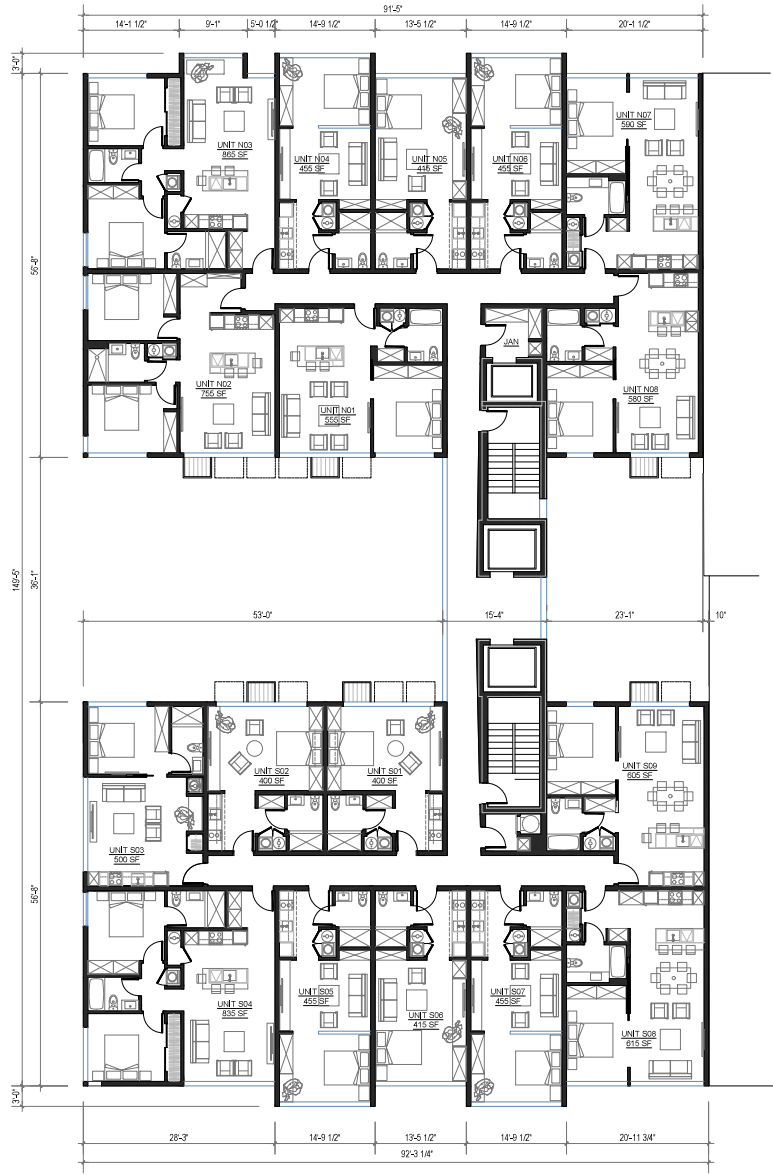 91'-5"
14'-1 1/2" 9'-1" 5'-0 1/2" 14'-9 1/2" 13'-5 1/2" 14'-9 1/2" 20'-1 1/2"
3'-0"
UNIT N07
590 SF
UNIT N03
865 SF
UNIT N04
455 SF
UNIT N05
415 SF
UNIT N06
455 SF
56'-8"
JAN
UNIT N02
755 SF
UNIT N01
555 SF
UNIT N08
580 SF
149'-5"
36'-1"
53'-0" 15'-4" 23'-1" 10"
UNIT S02
400 SF
UNIT S01
400 SF
UNIT S09
605 SF
UNIT S03
500 SF
56'-8"
UNIT S04
835 SF
UNIT S05
455 SF
UNIT S06
415 SF
UNIT S07
455 SF
UNIT S08
615 SF
3'-0"
28'-3" 14'-9 1/2" 13'-5 1/2" 14'-9 1/2" 20'-11 3/4"
92'-3 1/4"